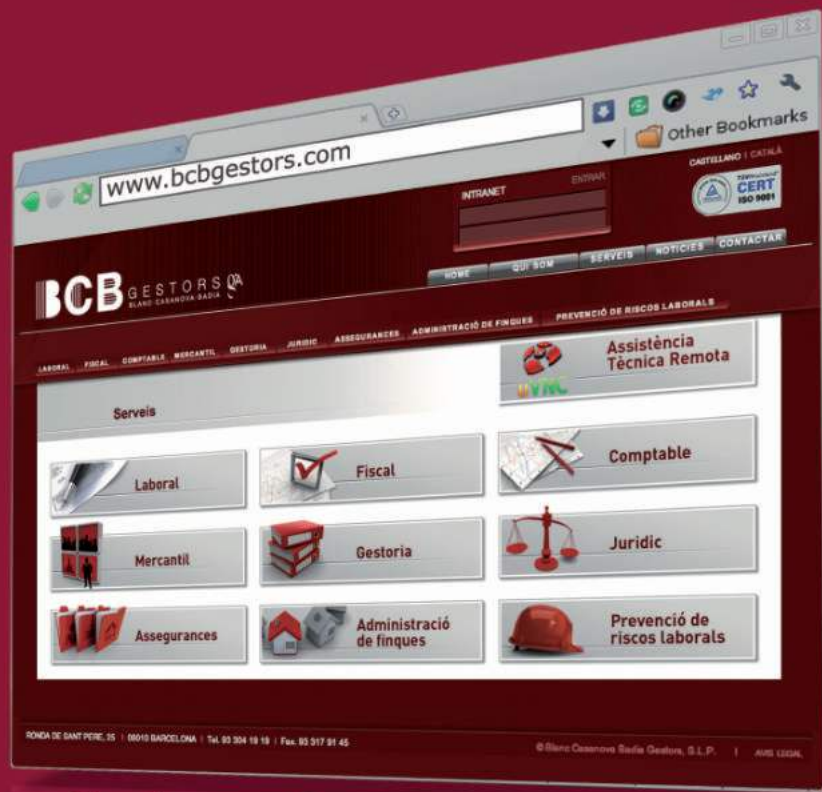 www.bcbgestors.com
Other Bookmarks
CASTELLANO | CATALÀ
INTRANET
ENTRAR
CERT
ISO 9001
HOME
QUI SOM
SERVEIS
NOTICIES
CONTACTAR
BCB GESTORS
BLANC·CASANOVA·BADIA
LABORAL
FISCAL
COMPTABLE
MERCANTIL
GESTORIA
JURIDIC
ASSEGURANCES
ADMINISTRACIÓ DE FINQUES
PREVENCIÓ DE RISCOS LABORALS
Serveis
uVNC
Assistència
Tècnica Remota
Laboral
Fiscal
Comptable
Mercantil
Gestoria
Juridic
Assegurances
Administració
de finques
Prevenció de
riscos laborals
RONDA DE SANT PERE, 25 | 08010 BARCELONA | Tel. 93 304 19 19 | Fax. 93 317 91 45
© Blanc Casanova Badia Gestors, S.L.P. | AVIS LEGAL